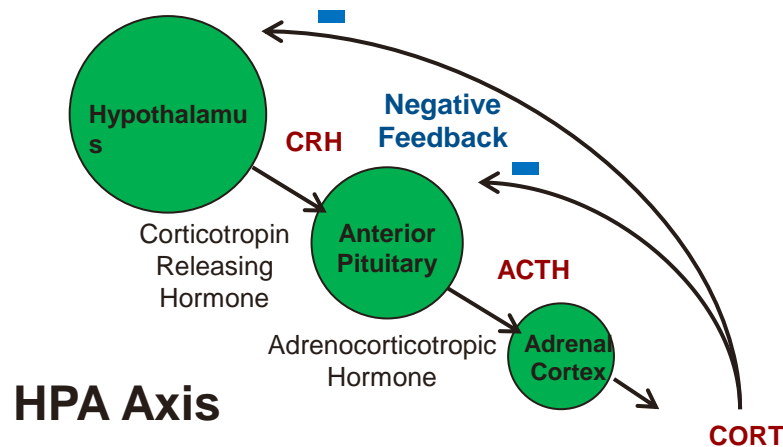 Hypothalamu
s
CRH
Negative
Feedback
Corticotropin
Releasing
Hormone
Anterior
Pituitary
ACTH
Adrenocorticotropic
Hormone
Adrenal
Cortex
HPA Axis
CORT